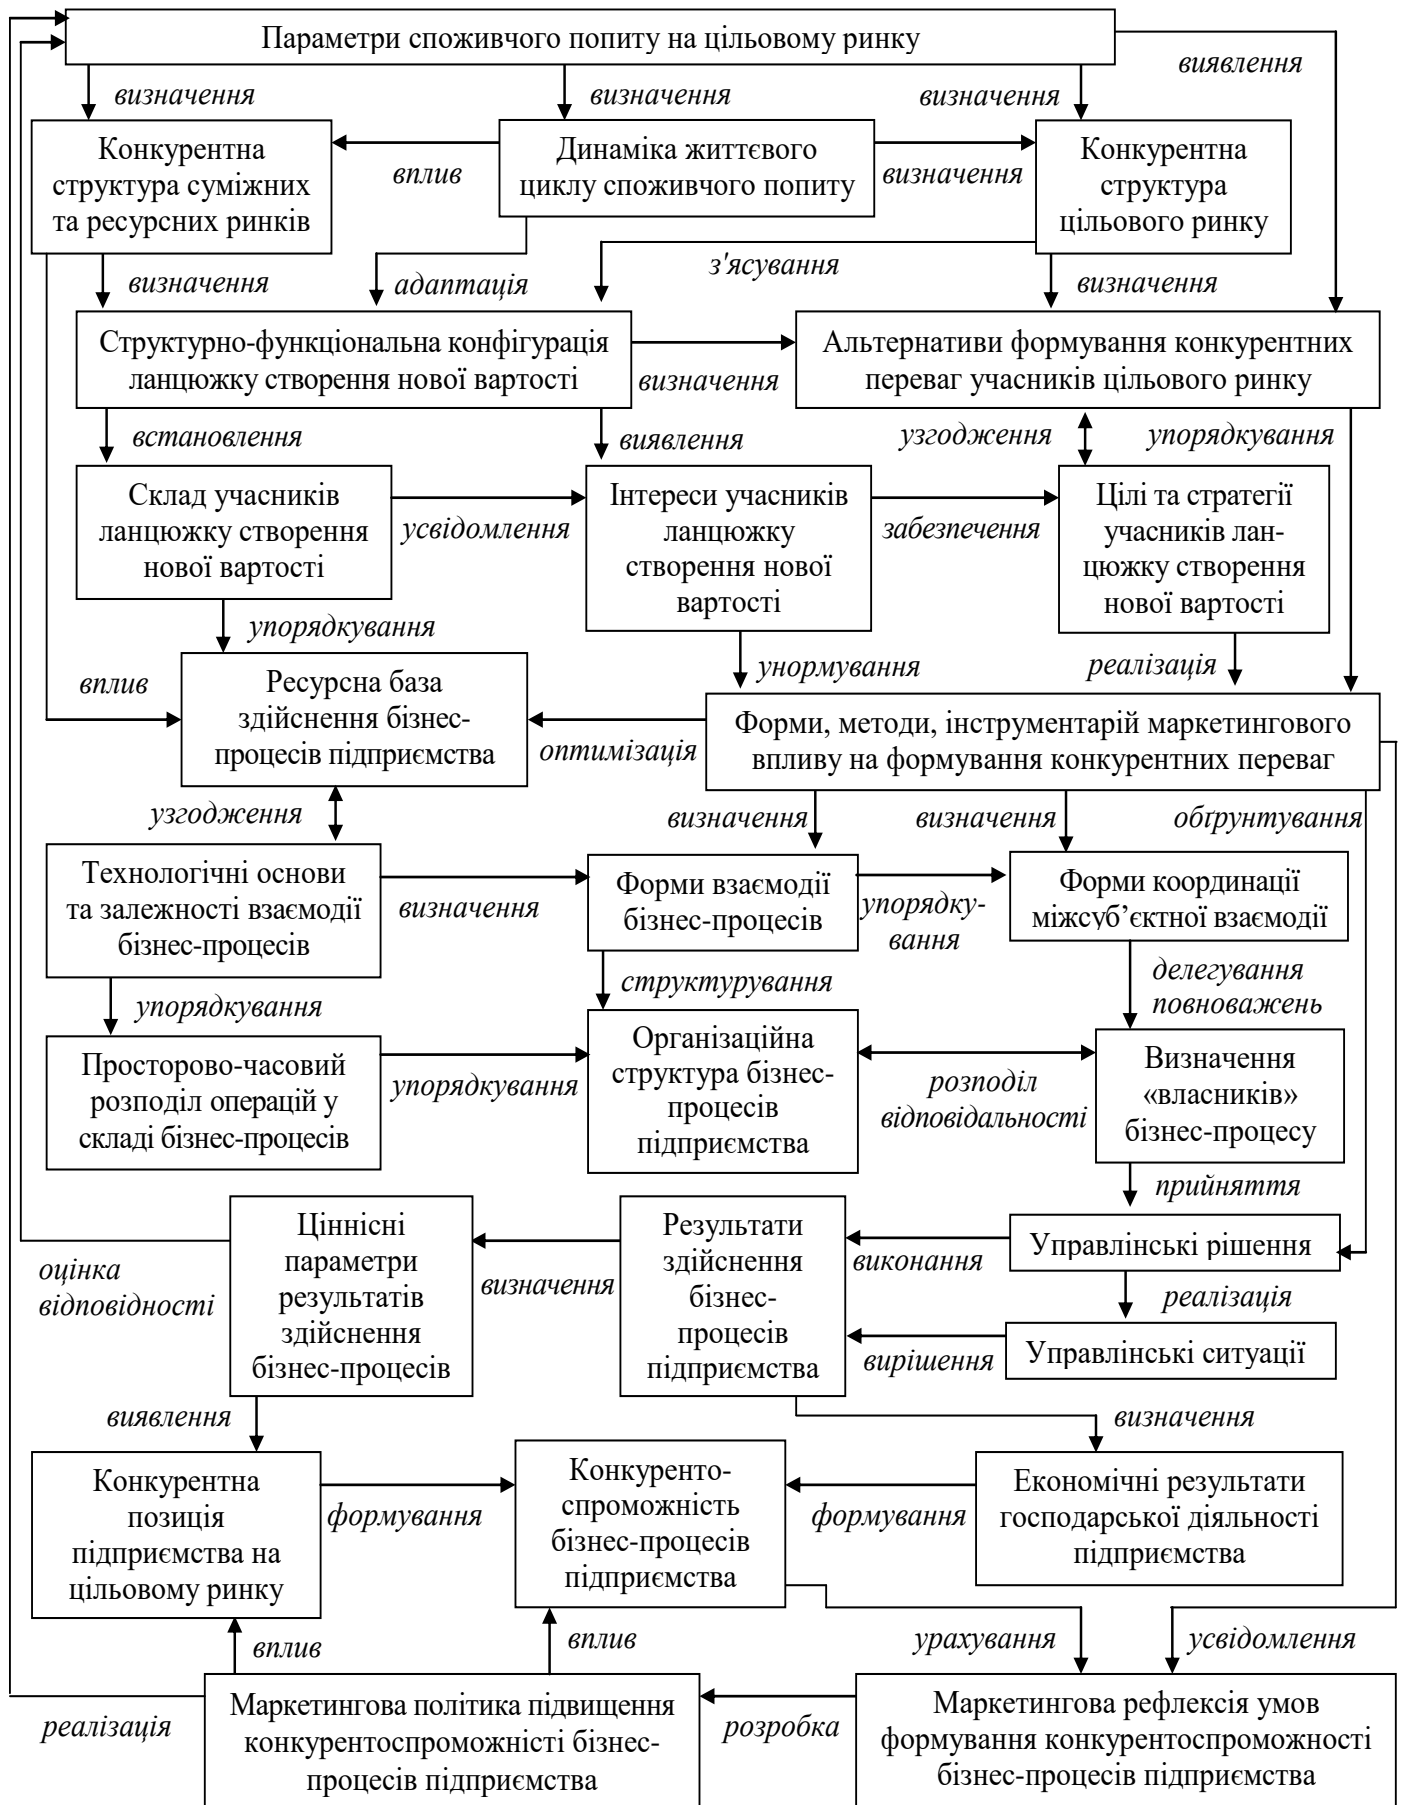 Параметри споживчого попиту на цільовому ринку
виявлення
визначення
визначення
визначення
Конкурентна
структура суміжних
та ресурсних ринків
вплив
Динаміка життєвого
циклу споживчого попиту
визначення
Конкурентна
структура
цільового ринку
визначення
адаптація
з'ясування
визначення
Структурно-функціональна конфігурація
ланцюжку створення нової вартості
визначення
Альтернативи формування конкурентних
переваг учасників цільового ринку
встановлення
виявлення
узгодження
упорядкування
Склад учасників
ланцюжку створення
нової вартості
усвідомлення
Інтереси учасників
ланцюжку
створення нової
вартості
забезпечення
Цілі та стратегії
учасників лан-
цюжку створення
нової вартості
упорядкування
унормування
реалізація
вплив
Ресурсна база
здійснення бізнес-
процесів підприємства
оптимізація
Форми, методи, інструментарій маркетингового
впливу на формування конкурентних переваг
узгодження
визначення
визначення
обґрунтування
Технологічні основи
та залежності взаємодії
бізнес-процесів
визначення
Форми взаємодії
бізнес-процесів
упорядку-
вання
Форми координації
міжсуб’єктної взаємодії
упорядкування
структурування
делегування
повноважень
Просторово-часовий
розподіл операцій у
складі бізнес-процесів
упорядкування
Організаційна
структура бізнес-
процесів
підприємства
розподіл
відповідальності
Визначення
«власників»
бізнес-процесу
прийняття
оцінка
відповідності
Ціннісні
параметри
результатів
здійснення
бізнес-процесів
визначення
Результати
здійснення
бізнес-
процесів
підприємства
виконання
Управлінські рішення
реалізація
вирішення
Управлінські ситуації
виявлення
визначення
Конкурентна
позиція
підприємства на
цільовому ринку
формування
Конкуренто-
спроможність
бізнес-процесів
підприємства
формування
Економічні результати
господарської діяльності
підприємства
вплив
вплив
урахування
усвідомлення
реалізація
Маркетингова політика підвищення
конкурентоспроможністі бізнес-
процесів підприємства
розробка
Маркетингова рефлексія умов
формування конкурентоспроможності
бізнес-процесів підприємства